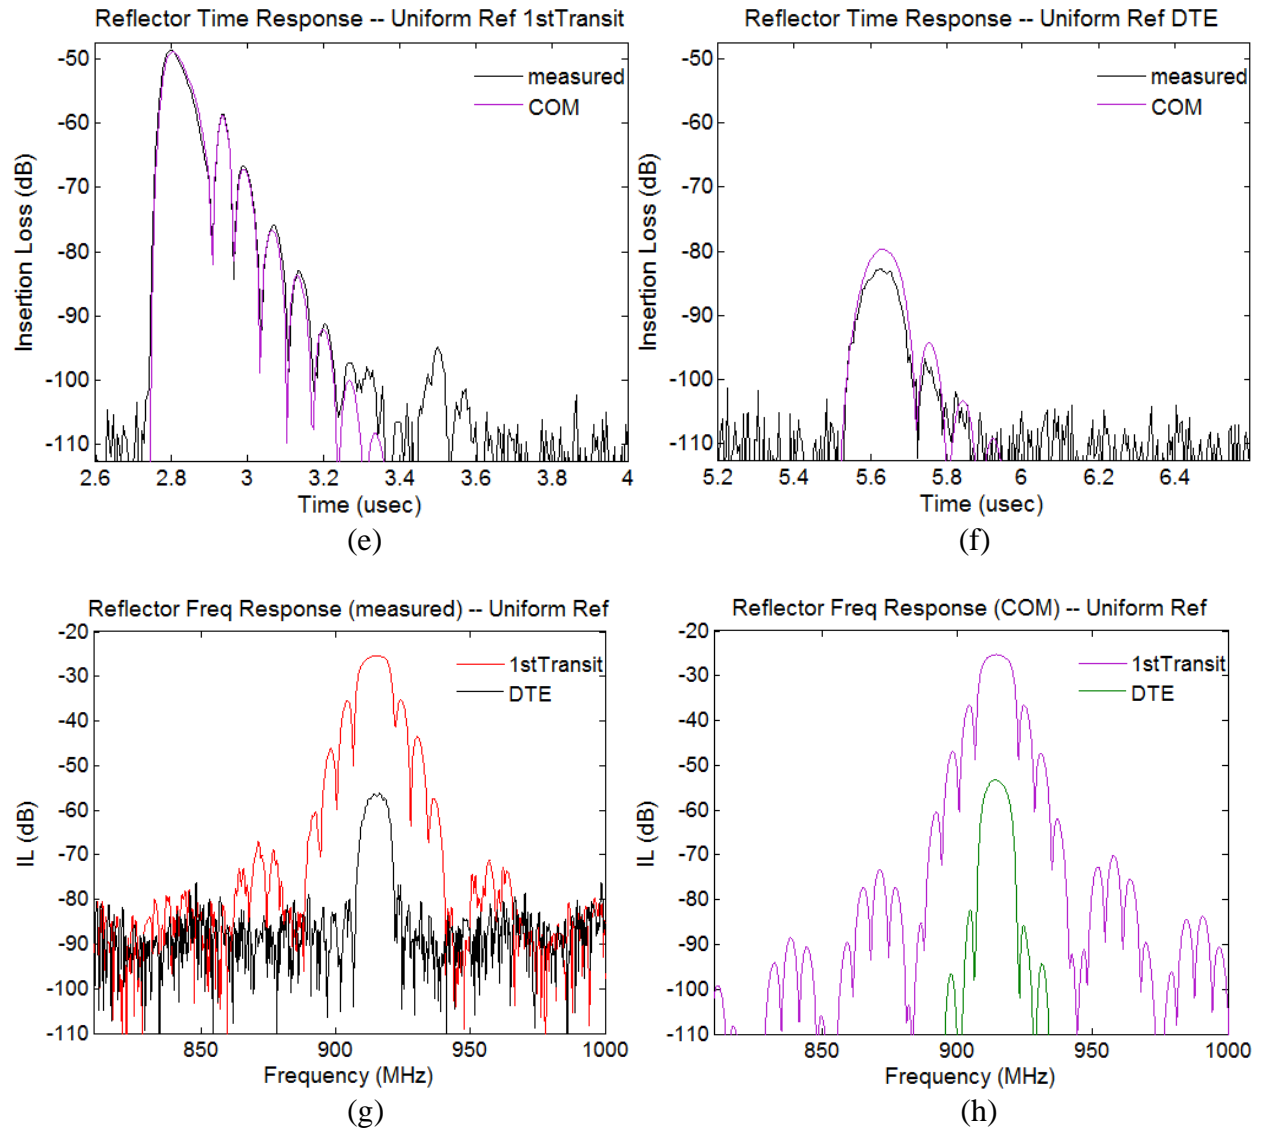 Reflector Time Response -- Uniform Ref 1stTransit
-50
-60
-70
-80
-90
-100
-110
Insertion Loss (dB)
measured
COM
2.6 2.8 3 3.2 3.4 3.6 3.8 4
Time (usec)
(e)
Reflector Time Response -- Uniform Ref DTE
-50
-60
-70
-80
-90
-100
-110
Insertion Loss (dB)
measured
COM
5.2 5.4 5.6 5.8 6 6.2 6.4
Time (usec)
(f)
Reflector Freq Response (measured) -- Uniform Ref
-20
-30
-40
-50
-60
-70
-80
-90
-100
-110
IL (dB)
1stTransit
DTE
850 900 950 1000
Frequency (MHz)
(g)
Reflector Freq Response (COM) -- Uniform Ref
-20
-30
-40
-50
-60
-70
-80
-90
-100
-110
IL (dB)
1stTransit
DTE
850 900 950 1000
Frequency (MHz)
(h)